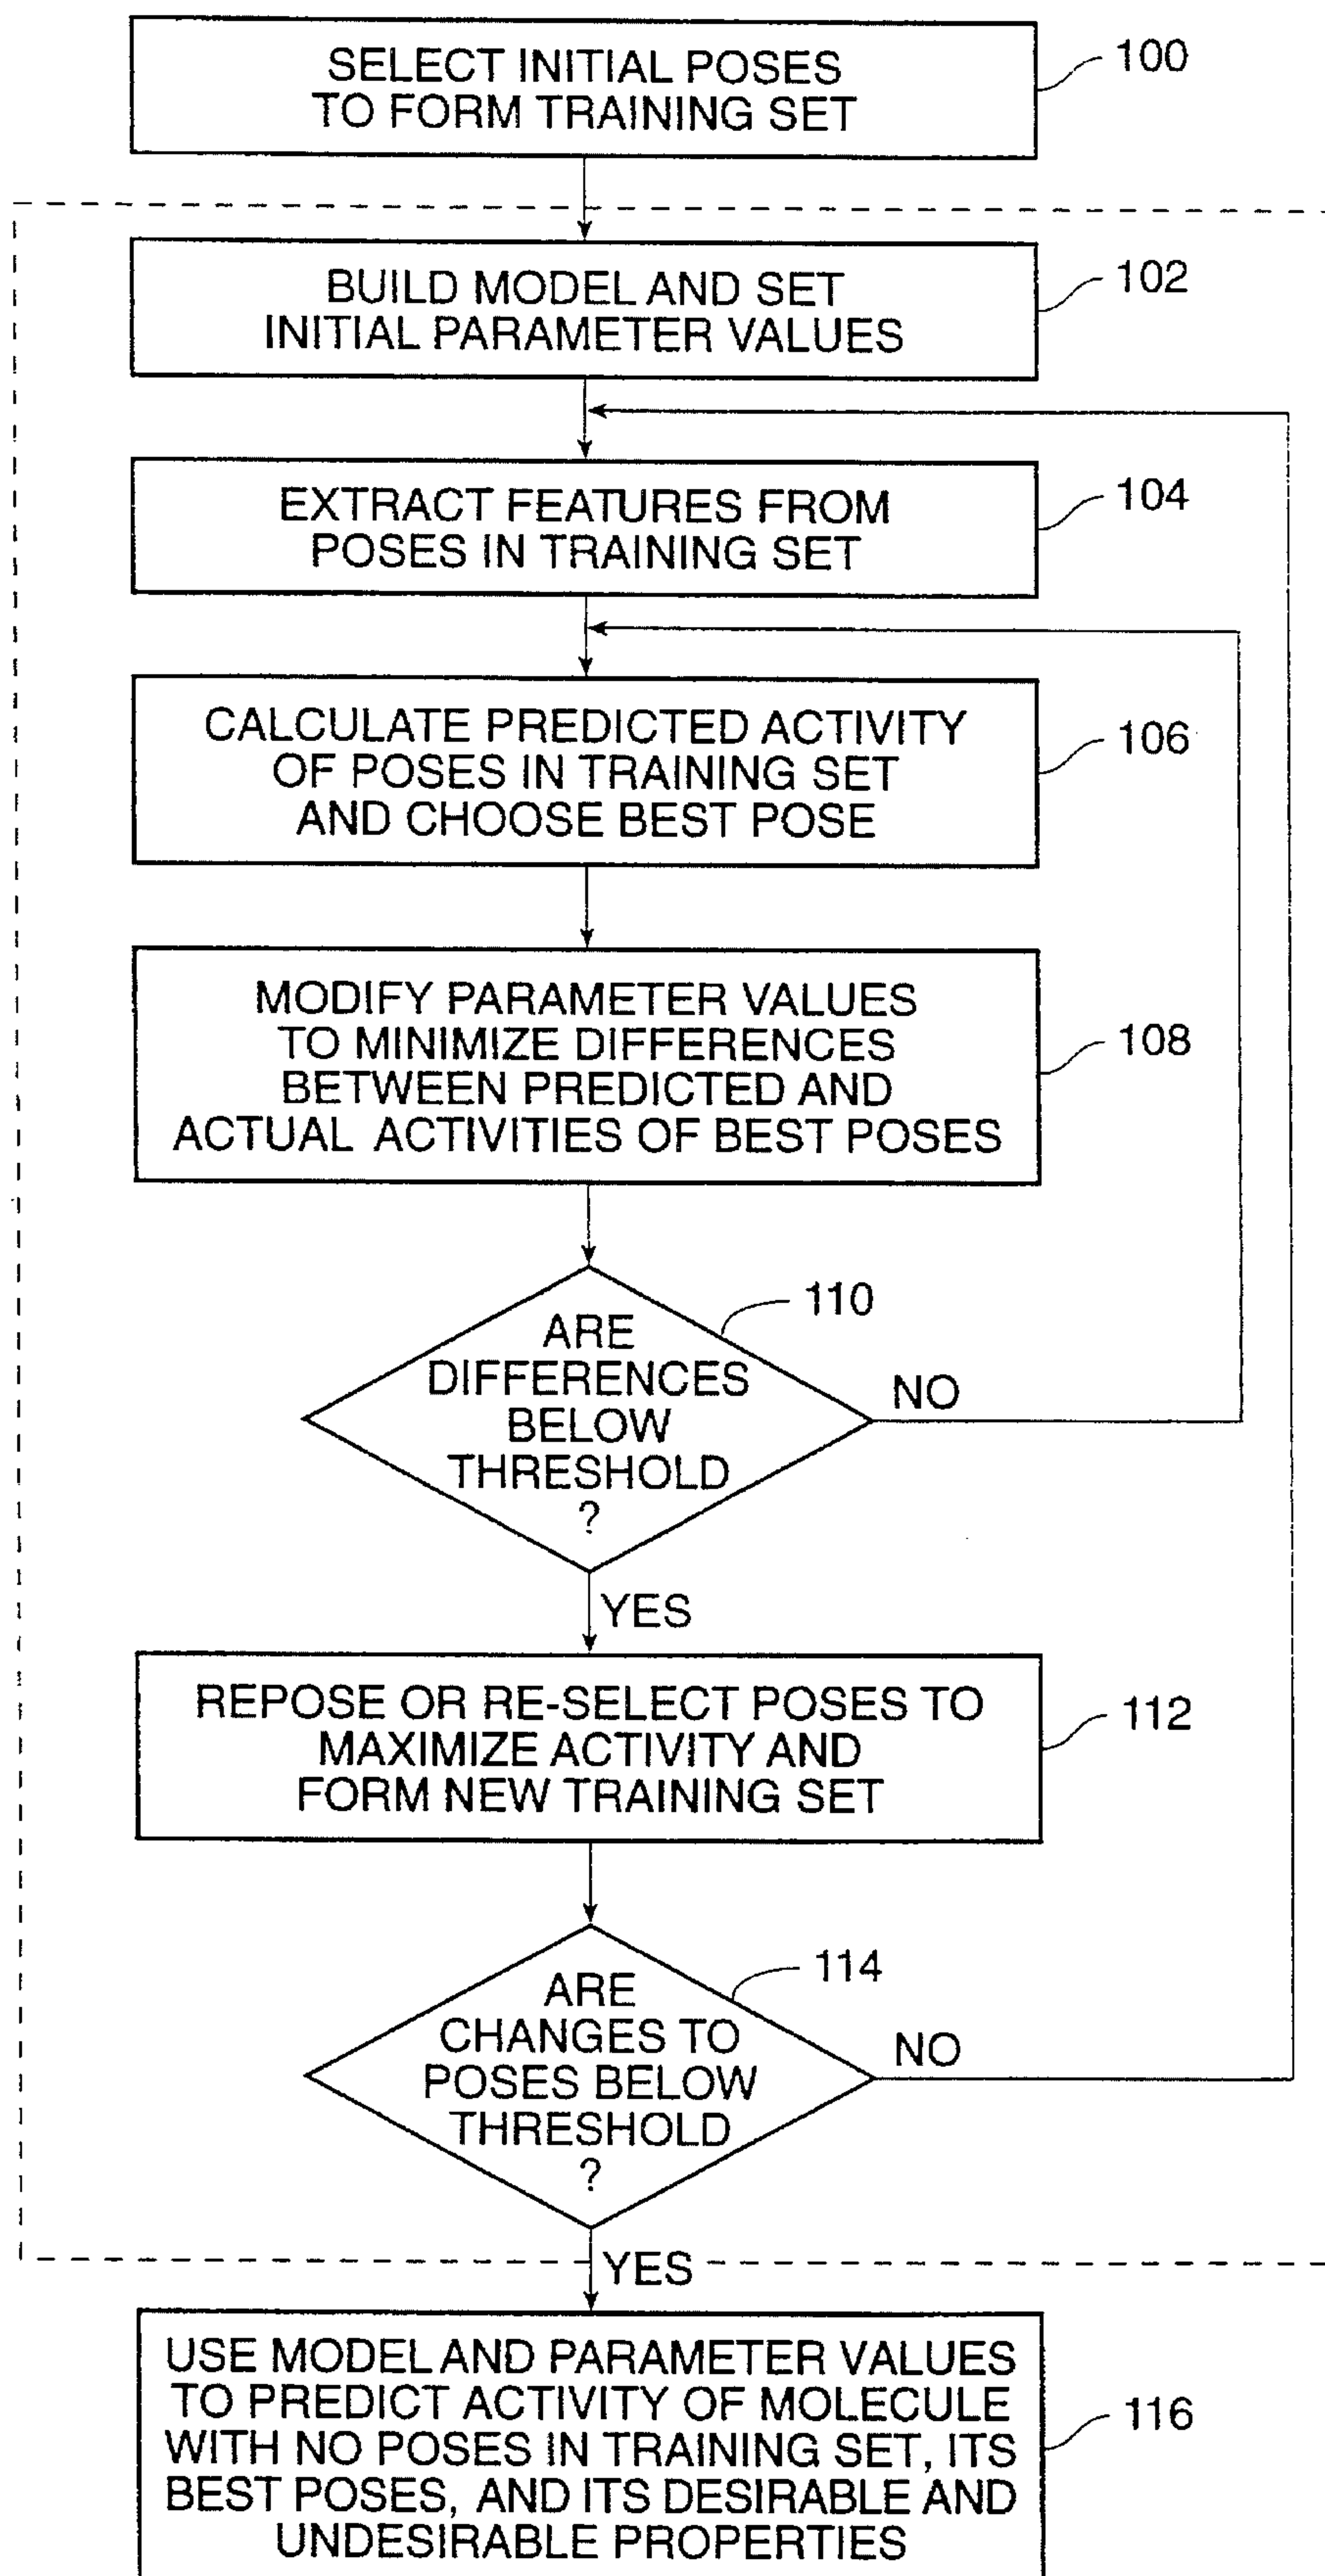 SELECT INITIAL POSES
TO FORM TRAINING SET
100
BUILD MODEL AND SET
INITIAL PARAMETER VALUES
102
EXTRACT FEATURES FROM
POSES IN TRAINING SET
104
CALCULATE PREDICTED ACTIVITY
OF POSES IN TRAINING SET
AND CHOOSE BEST POSE
106
MODIFY PARAMETER VALUES
TO MINIMIZE DIFFERENCES
BETWEEN PREDICTED AND
ACTUAL ACTIVITIES OF BEST POSES
108
ARE
DIFFERENCES
BELOW
THRESHOLD
?
110
NO
YES
REPOSE OR RE-SELECT POSES TO
MAXIMIZE ACTIVITY AND
FORM NEW TRAINING SET
112
ARE
CHANGES TO
POSES BELOW
THRESHOLD
?
114
NO
YES
USE MODEL AND PARAMETER VALUES
TO PREDICT ACTIVITY OF MOLECULE
WITH NO POSES IN TRAINING SET, ITS
BEST POSES, AND ITS DESIRABLE AND
UNDESIRABLE PROPERTIES
116